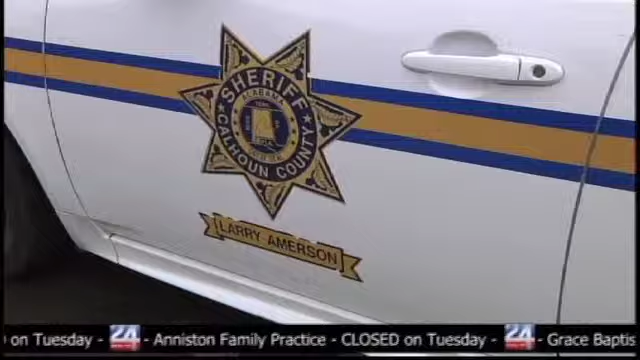 SHERIFF
ALABAMA
CALHOUN COUNTY
LARRY AMERSON
on Tuesday - 24 - Anniston Family Practice - CLOSED on Tuesday - 24 - Grace Baptis